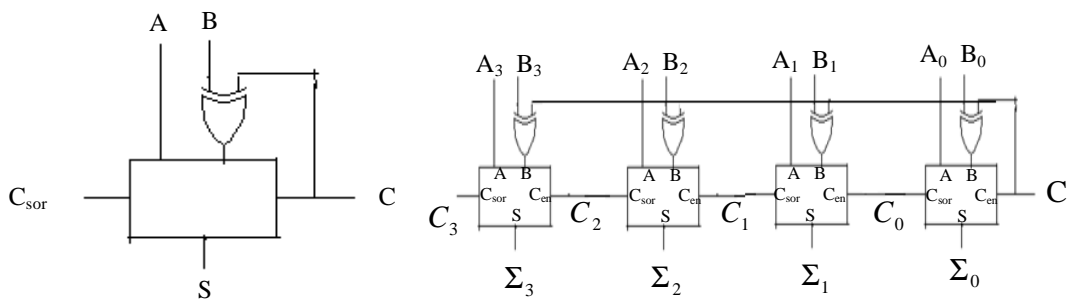 A B
C_sor C
S
A_3 B_3 A_2 B_2 A_1 B_1 A_0 B_0
A B A B A B A B
C_sor C_en C_sor C_en C_sor C_en C_sor C_en C
C_3 C_2 C_1 C_0
S S S S
Σ_3 Σ_2 Σ_1 Σ_0